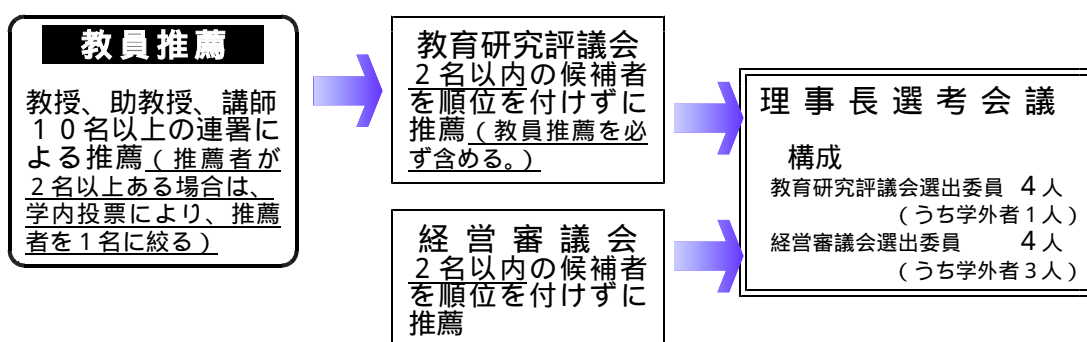 教員推薦
教授、助教授、講師
10名以上の連署に
よる推薦(推薦者が
2名以上ある場合は、
学内投票により、推薦
者を1名に絞る)
教育研究評議会
2名以内の候補者
を順位を付けずに
推薦(教員推薦を必
ず含める。)
経営審議会
2名以内の候補者
を順位を付けずに
推薦
理事長選考会議
構成
教育研究評議会選出委員 4人
(うち学外者1人)
経営審議会選出委員 4人
(うち学外者3人)